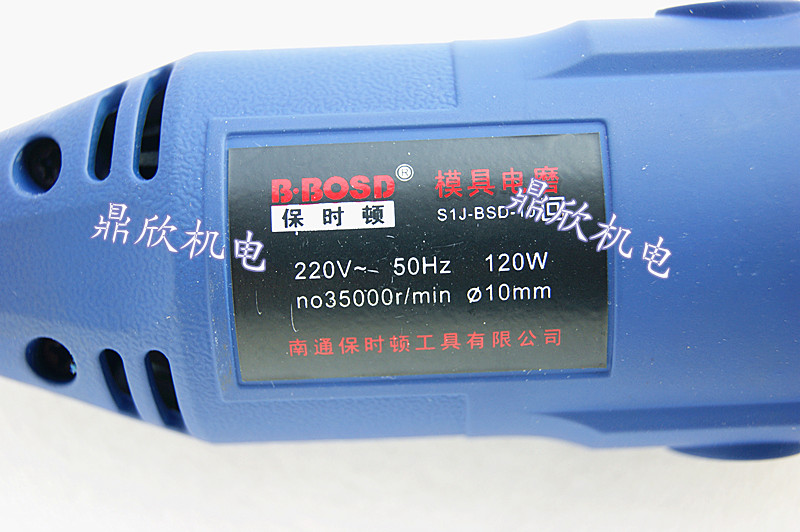 B·BOSD®
保时顿
模具电磨
S1J-BSD-
220V~ 50Hz 120W
no35000r/min ø10mm
南通保时顿工具有限公司
鼎欣机电
鼎欣机电